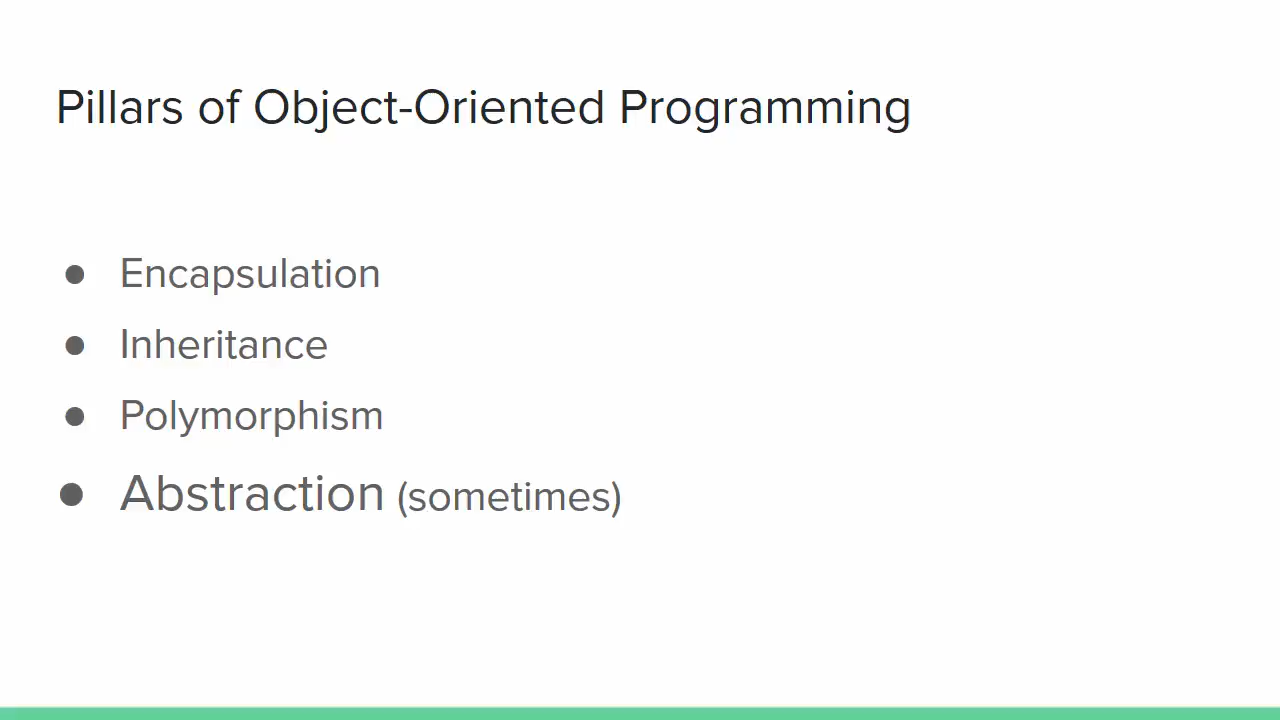 Pillars of Object-Oriented Programming
● Encapsulation
● Inheritance
● Polymorphism
● Abstraction (sometimes)